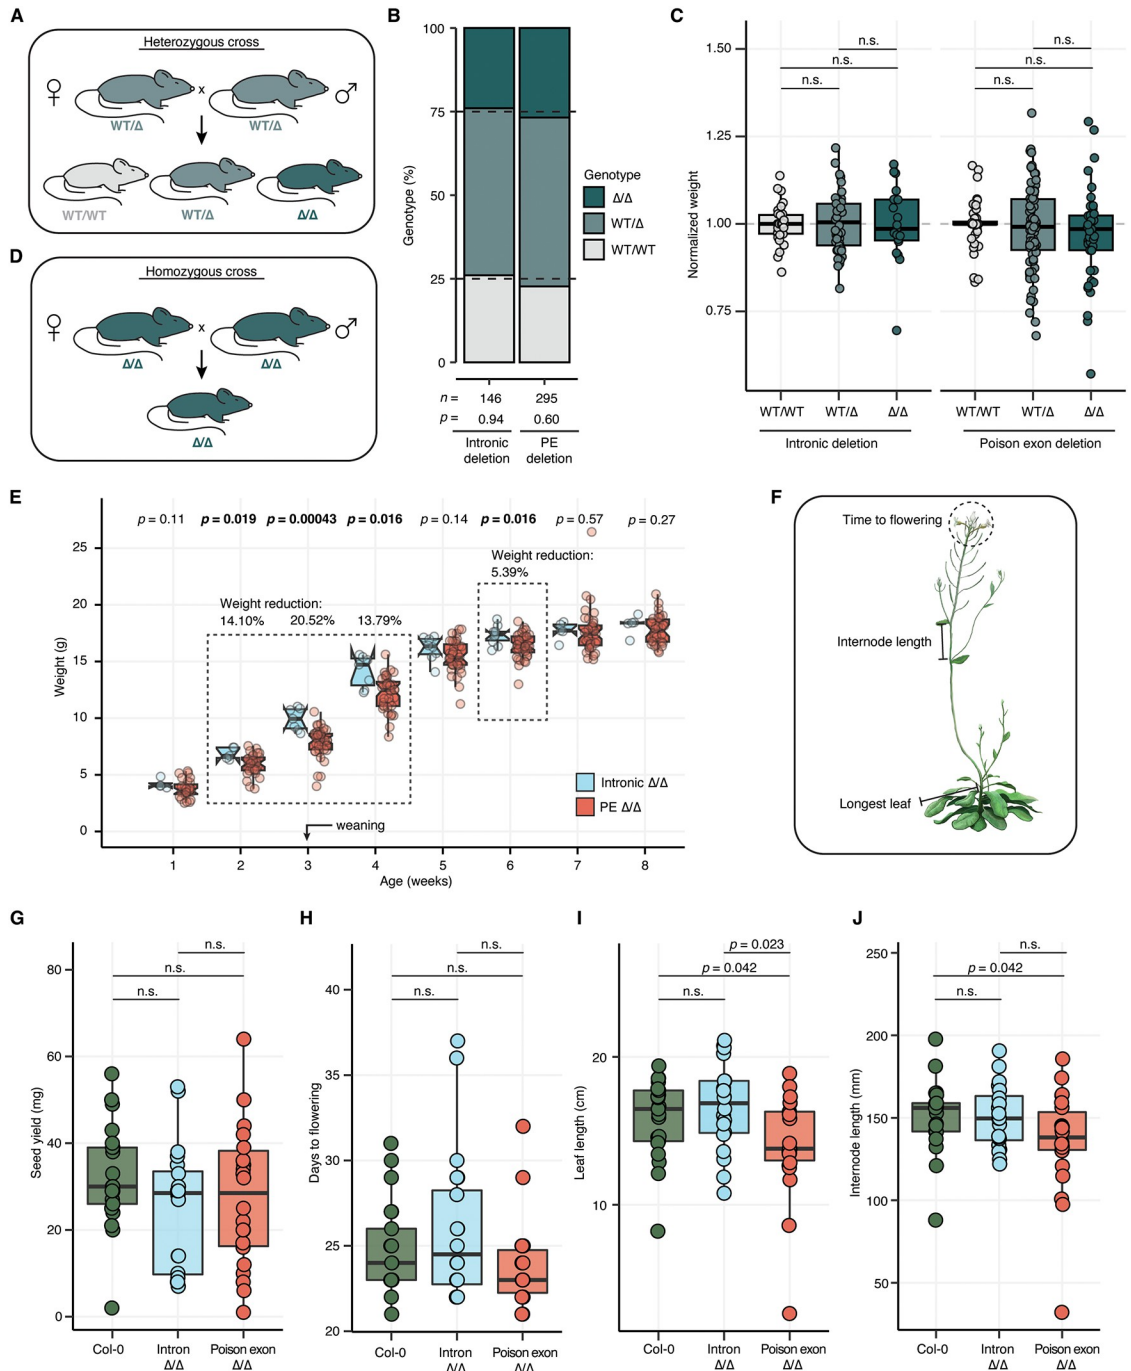 A
Heterozygous cross
♀
x
♂
WT/Δ
WT/Δ
WT/WT
WT/Δ
Δ/Δ
B
100
75
50
25
0
Genotype (%)
n = 146 295
p = 0.94 0.60
Intronic deletion
PE deletion
Genotype
Δ/Δ
WT/Δ
WT/WT
C
1.50
1.25
1.00
0.75
Normalized weight
n.s.
n.s.
n.s.
n.s.
n.s.
n.s.
WT/WT WT/Δ Δ/Δ
WT/WT WT/Δ Δ/Δ
Intronic deletion
Poison exon deletion
D
Homozygous cross
♀
x
♂
Δ/Δ
Δ/Δ
Δ/Δ
E
p = 0.11 p = 0.019 p = 0.00043 p = 0.016 p = 0.14 p = 0.016 p = 0.57 p = 0.27
Weight reduction:
5.39%
Weight reduction:
14.10% 20.52% 13.79%
25
20
15
10
5
0
Weight (g)
Intronic Δ/Δ
PE Δ/Δ
weaning
1 2 3 4 5 6 7 8
Age (weeks)
F
Time to flowering
Internode length
Longest leaf
G
n.s.
n.s.
n.s.
80
60
40
20
0
Seed yield (mg)
Col-0
Intron
Δ/Δ
Poison exon
Δ/Δ
H
n.s.
n.s.
n.s.
40
35
30
25
20
Days to flowering
Col-0
Intron
Δ/Δ
Poison exon
Δ/Δ
I
p = 0.023
p = 0.042
n.s.
20
10
Leaf length (cm)
Col-0
Intron
Δ/Δ
Poison exon
Δ/Δ
J
n.s.
p = 0.042
n.s.
250
200
150
100
50
Internode length (mm)
Col-0
Intron
Δ/Δ
Poison exon
Δ/Δ